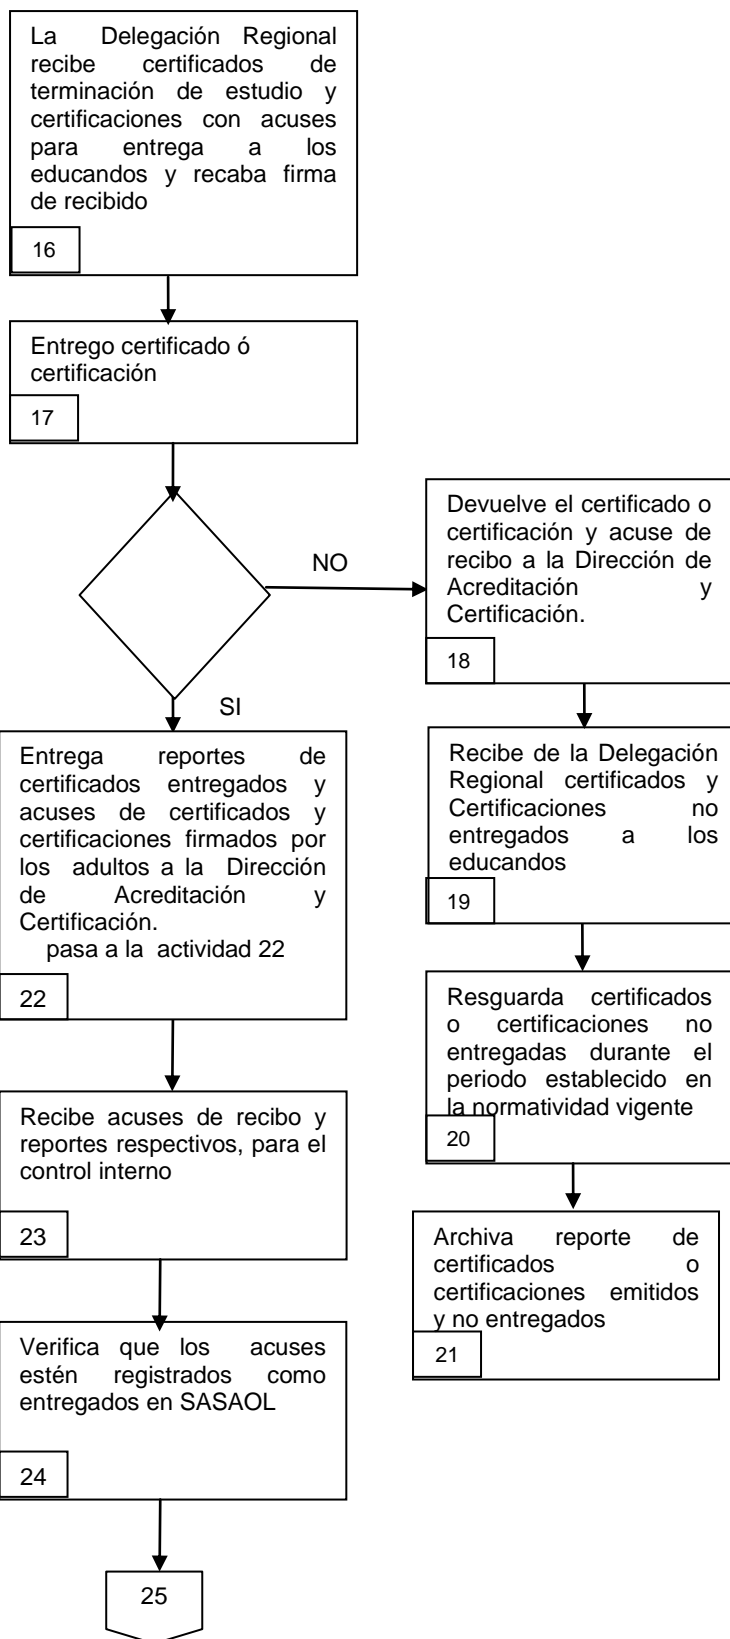 La Delegación Regional
recibe certificados de
terminación de estudio y
certificaciones con acuses
para entrega a los
educandos y recaba firma
de recibido
16
Entrego certificado ó
certificación
17
NO
Devuelve el certificado o
certificación y acuse de
recibo a la Dirección de
Acreditación y
Certificación.
18
SI
Entrega reportes de
certificados entregados y
acuses de certificados y
certificaciones firmados por
los adultos a la Dirección
de Acreditación y
Certificación.
pasa a la actividad 22
22
Recibe de la Delegación
Regional certificados y
Certificaciones no
entregados a los
educandos
19
Resguarda certificados
o certificaciones no
entregadas durante el
periodo establecido en
la normatividad vigente
20
Recibe acuses de recibo y
reportes respectivos, para el
control interno
23
Archiva reporte de
certificados o
certificaciones emitidos
y no entregados
21
Verifica que los acuses
estén registrados como
entregados en SASAOL
24
25